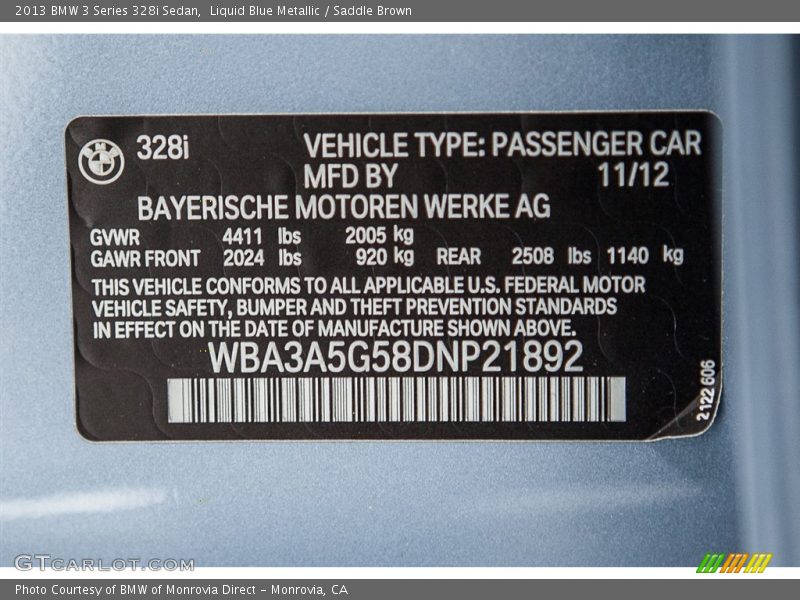 2013 BMW 3 Series 328i Sedan, Liquid Blue Metallic / Saddle Brown
328i VEHICLE TYPE: PASSENGER CAR
MFD BY 11/12
BAYERISCHE MOTOREN WERKE AG
GVWR 4411 lbs 2005 kg
GAWR FRONT 2024 lbs 920 kg REAR 2508 lbs 1140 kg
THIS VEHICLE CONFORMS TO ALL APPLICABLE U.S. FEDERAL MOTOR
VEHICLE SAFETY, BUMPER AND THEFT PREVENTION STANDARDS
IN EFFECT ON THE DATE OF MANUFACTURE SHOWN ABOVE.
WBA3A5G58DNP21892
2 122 606
GTCARLOT.COM
Photo Courtesy of BMW of Monrovia Direct - Monrovia, CA